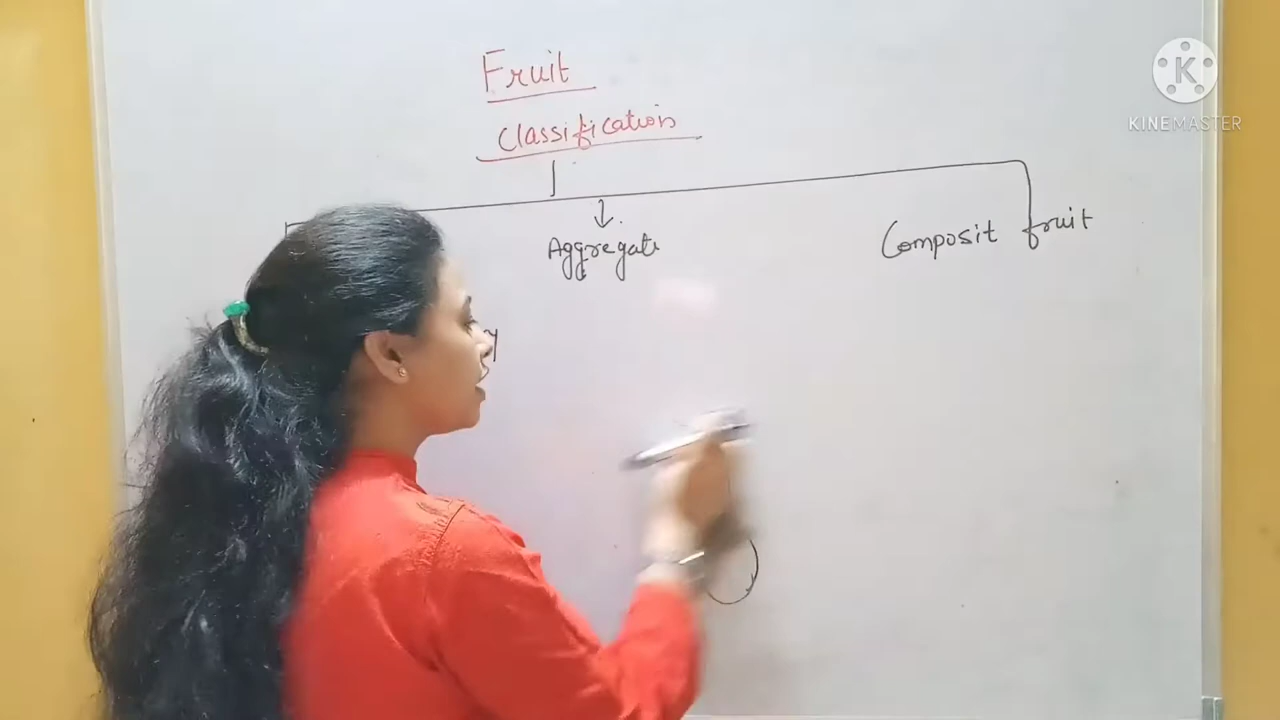 Fruit
Classification
Aggregate
Composit fruit
y
K
KINEMASTER